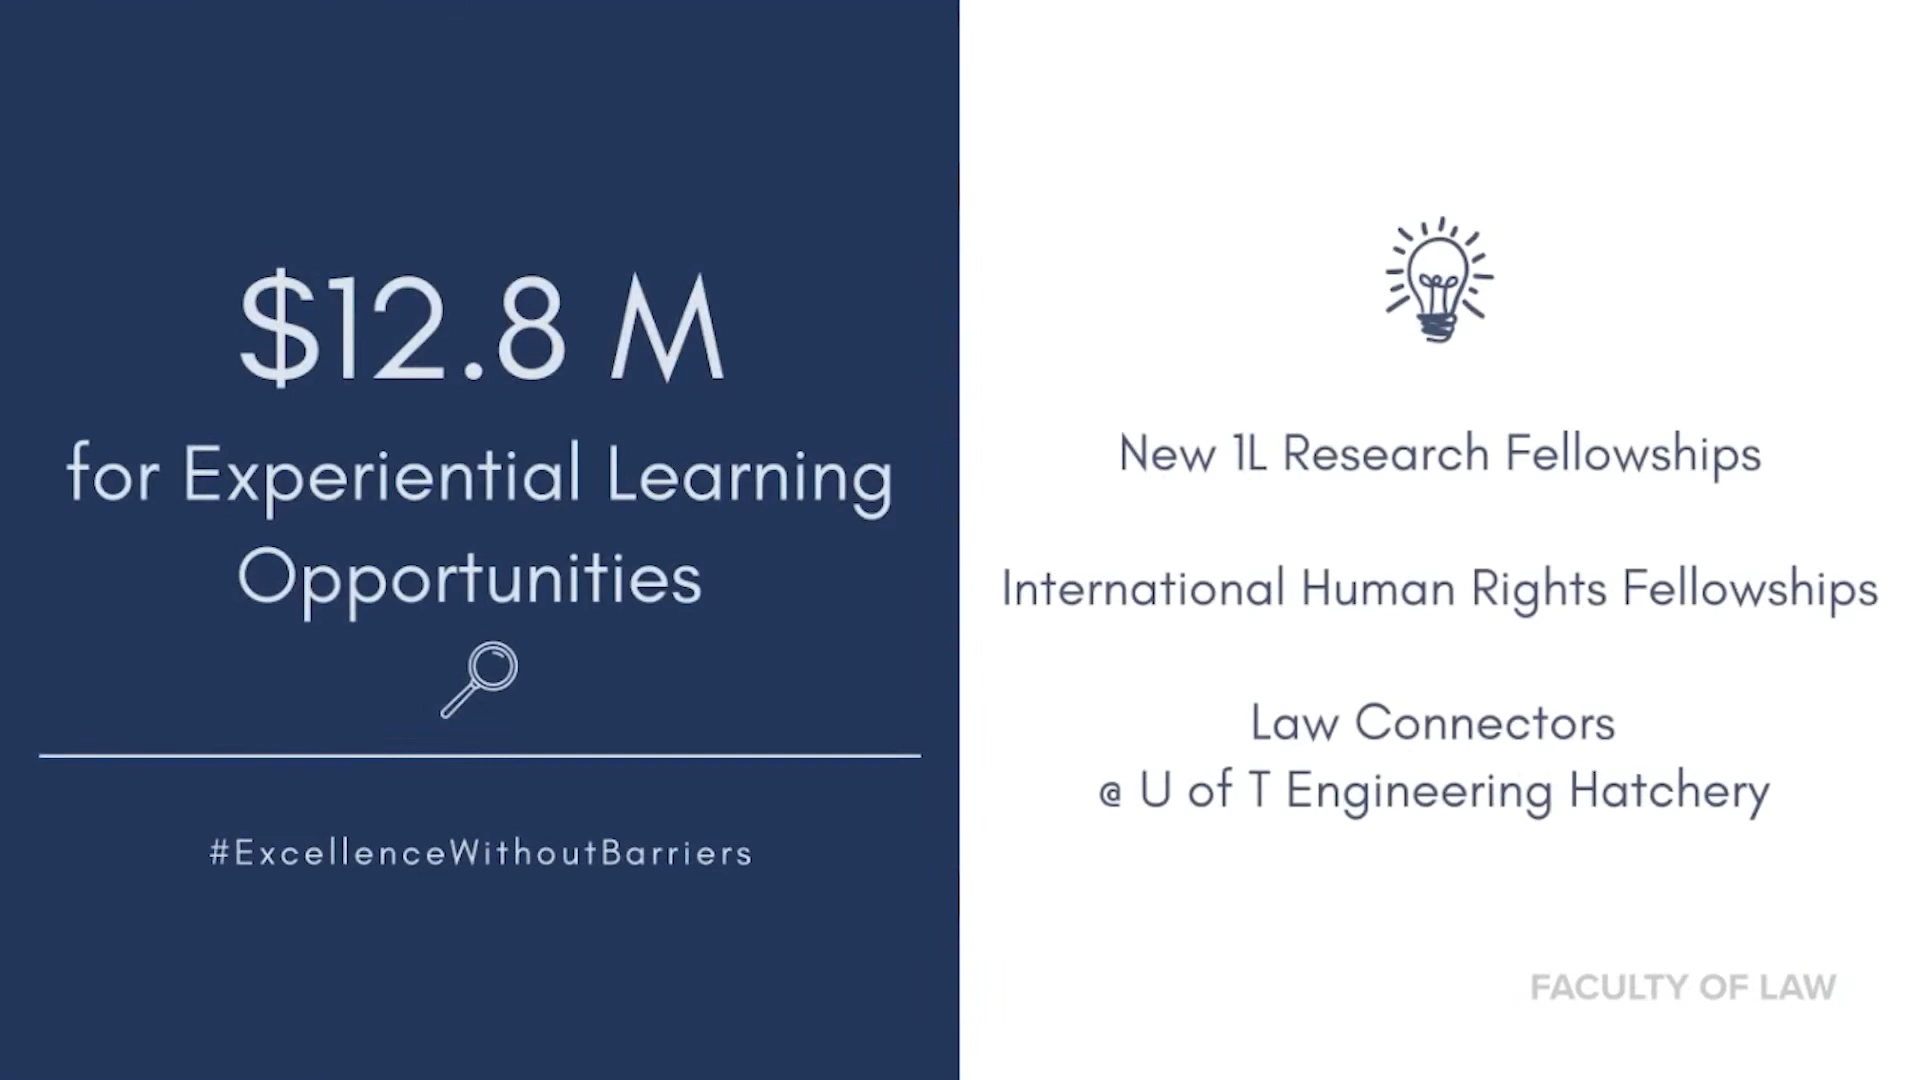 $12.8 M
for Experiential Learning
Opportunities
#ExcellenceWithoutBarriers
New 1L Research Fellowships
International Human Rights Fellowships
Law Connectors
@ U of T Engineering Hatchery
FACULTY OF LAW